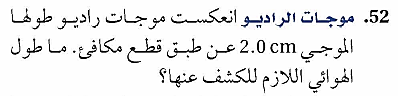 52. موجات الراديو انعكست موجات راديو طولها
الموجي 2.0 cm عن طبق قطع مكافئ. ما طول
الهوائي اللازم للكشف عنها؟